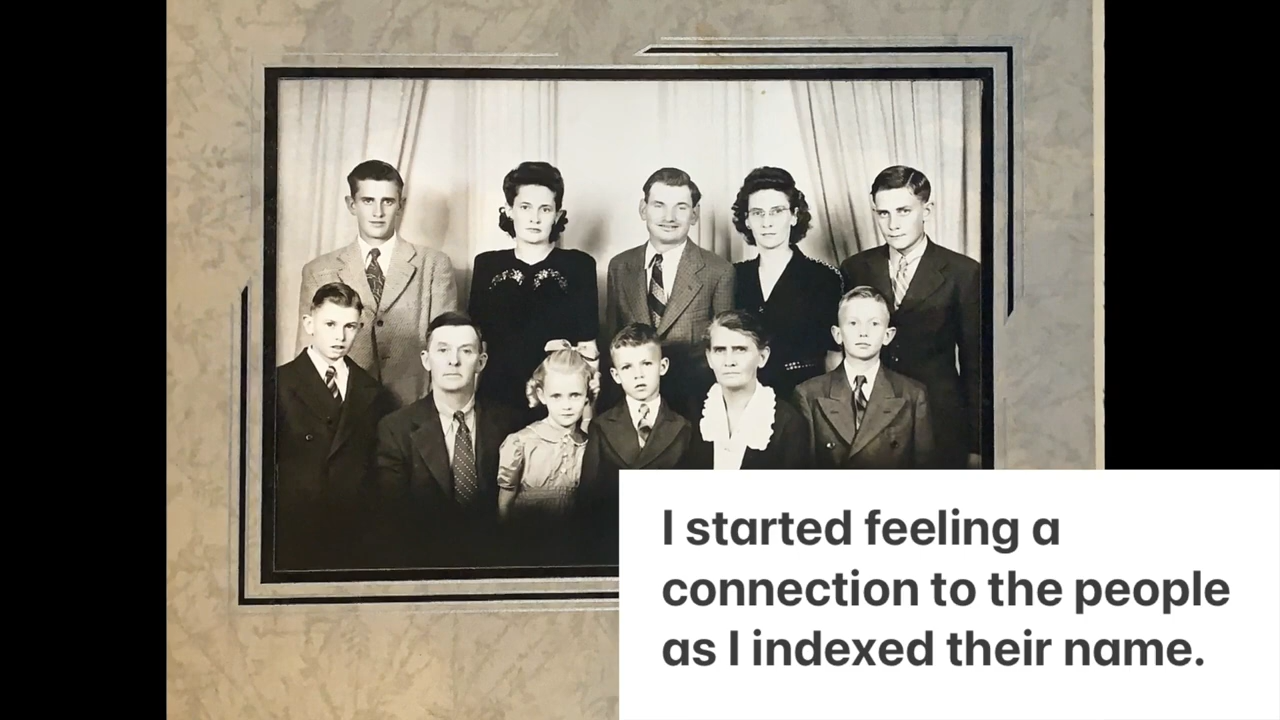 I started feeling a
connection to the people
as I indexed their name.